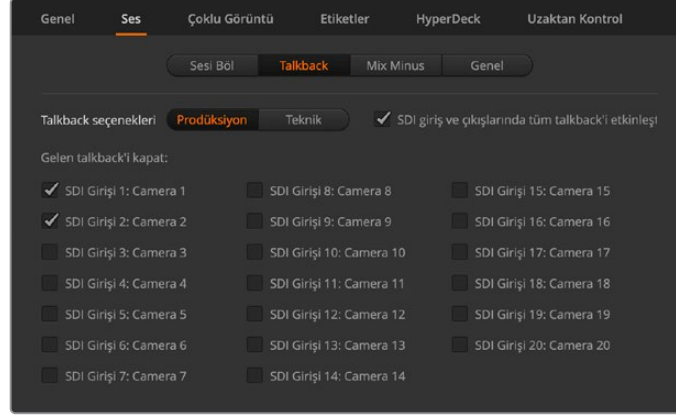 Genel Ses Çoklu Görüntü Etiketler HyperDeck Uzaktan Kontrol
Sesi Böl Talkback Mix Minus Genel
Talkback seçenekleri Prodüksiyon Teknik SDI giriş ve çıkışlarında tüm talkback'i etkinleşt
Gelen talkback'i kapat:
SDI Girişi 1: Camera 1 SDI Girişi 8: Camera 8 SDI Girişi 15: Camera 15
SDI Girişi 2: Camera 2 SDI Girişi 9: Camera 9 SDI Girişi 16: Camera 16
SDI Girişi 3: Camera 3 SDI Girişi 10: Camera 10 SDI Girişi 17: Camera 17
SDI Girişi 4: Camera 4 SDI Girişi 11: Camera 11 SDI Girişi 18: Camera 18
SDI Girişi 5: Camera 5 SDI Girişi 12: Camera 12 SDI Girişi 19: Camera 19
SDI Girişi 6: Camera 6 SDI Girişi 13: Camera 13 SDI Girişi 20: Camera 20
SDI Girişi 7: Camera 7 SDI Girişi 14: Camera 14